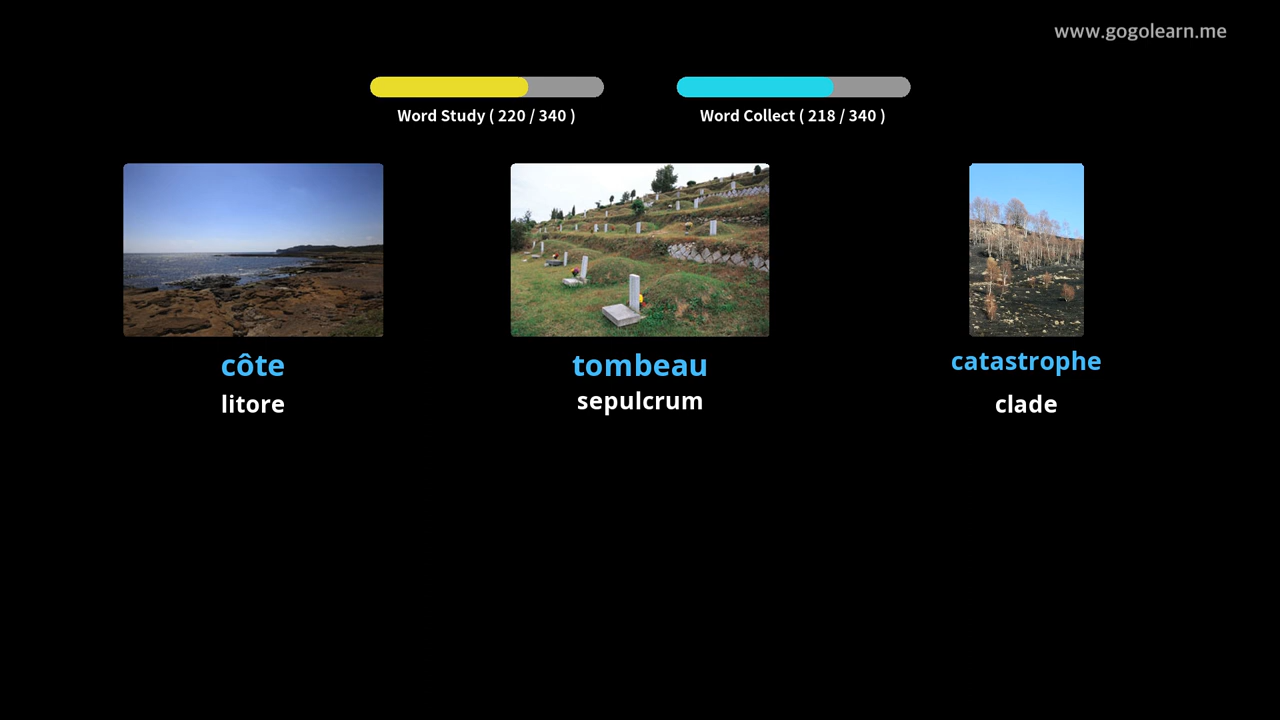 www.gogolearn.me
Word Study ( 220 / 340 )
Word Collect ( 218 / 340 )
côte
tombeau
catastrophe
litore
sepulcrum
clade